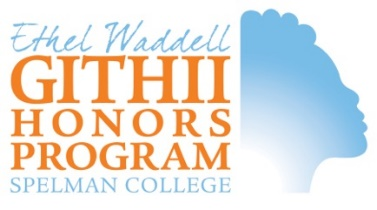 Ethel Waddell
GITHII
HONORS
PROGRAM
SPELMAN COLLEGE